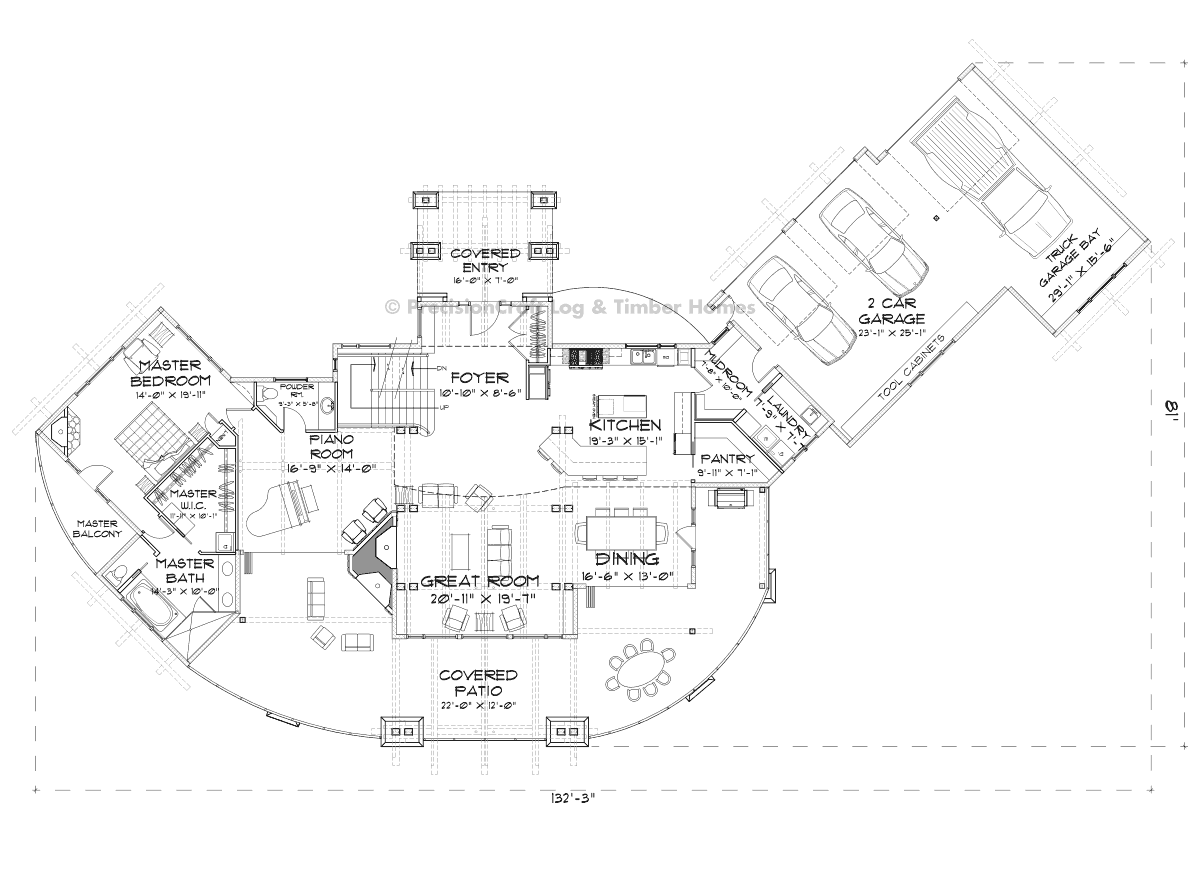 COVERED
ENTRY
16'-0" X 7'-0"
© PrecisionCraft Log & Timber Homes
TRUCK
GARAGE BAY
29'-1" X 15'-6"
2 CAR
GARAGE
23'-1" X 25'-1"
TOOL CABINETS
81'
MASTER
BEDROOM
14'-0" X 19'-11"
POWDER
RM.
9'-3" X 5'-8"
DN
UP
FOYER
10'-10" X 8'-6"
MUDROOM
7'-8" X 10'-0"
LAUNDRY
7'-9" X 7'-
KITCHEN
19'-3" X 15'-1"
PANTRY
9'-11" X 7'-1"
PIANO
ROOM
16'-9" X 14'-0"
MASTER
W.I.C.
11'-11" X 10'-1"
MASTER
BALCONY
MASTER
BATH
14'-3" X 10'-0"
GREAT ROOM
20'-11" X 19'-7"
DINING
16'-6" X 13'-0"
COVERED
PATIO
22'-0" X 12'-0"
132'-3"